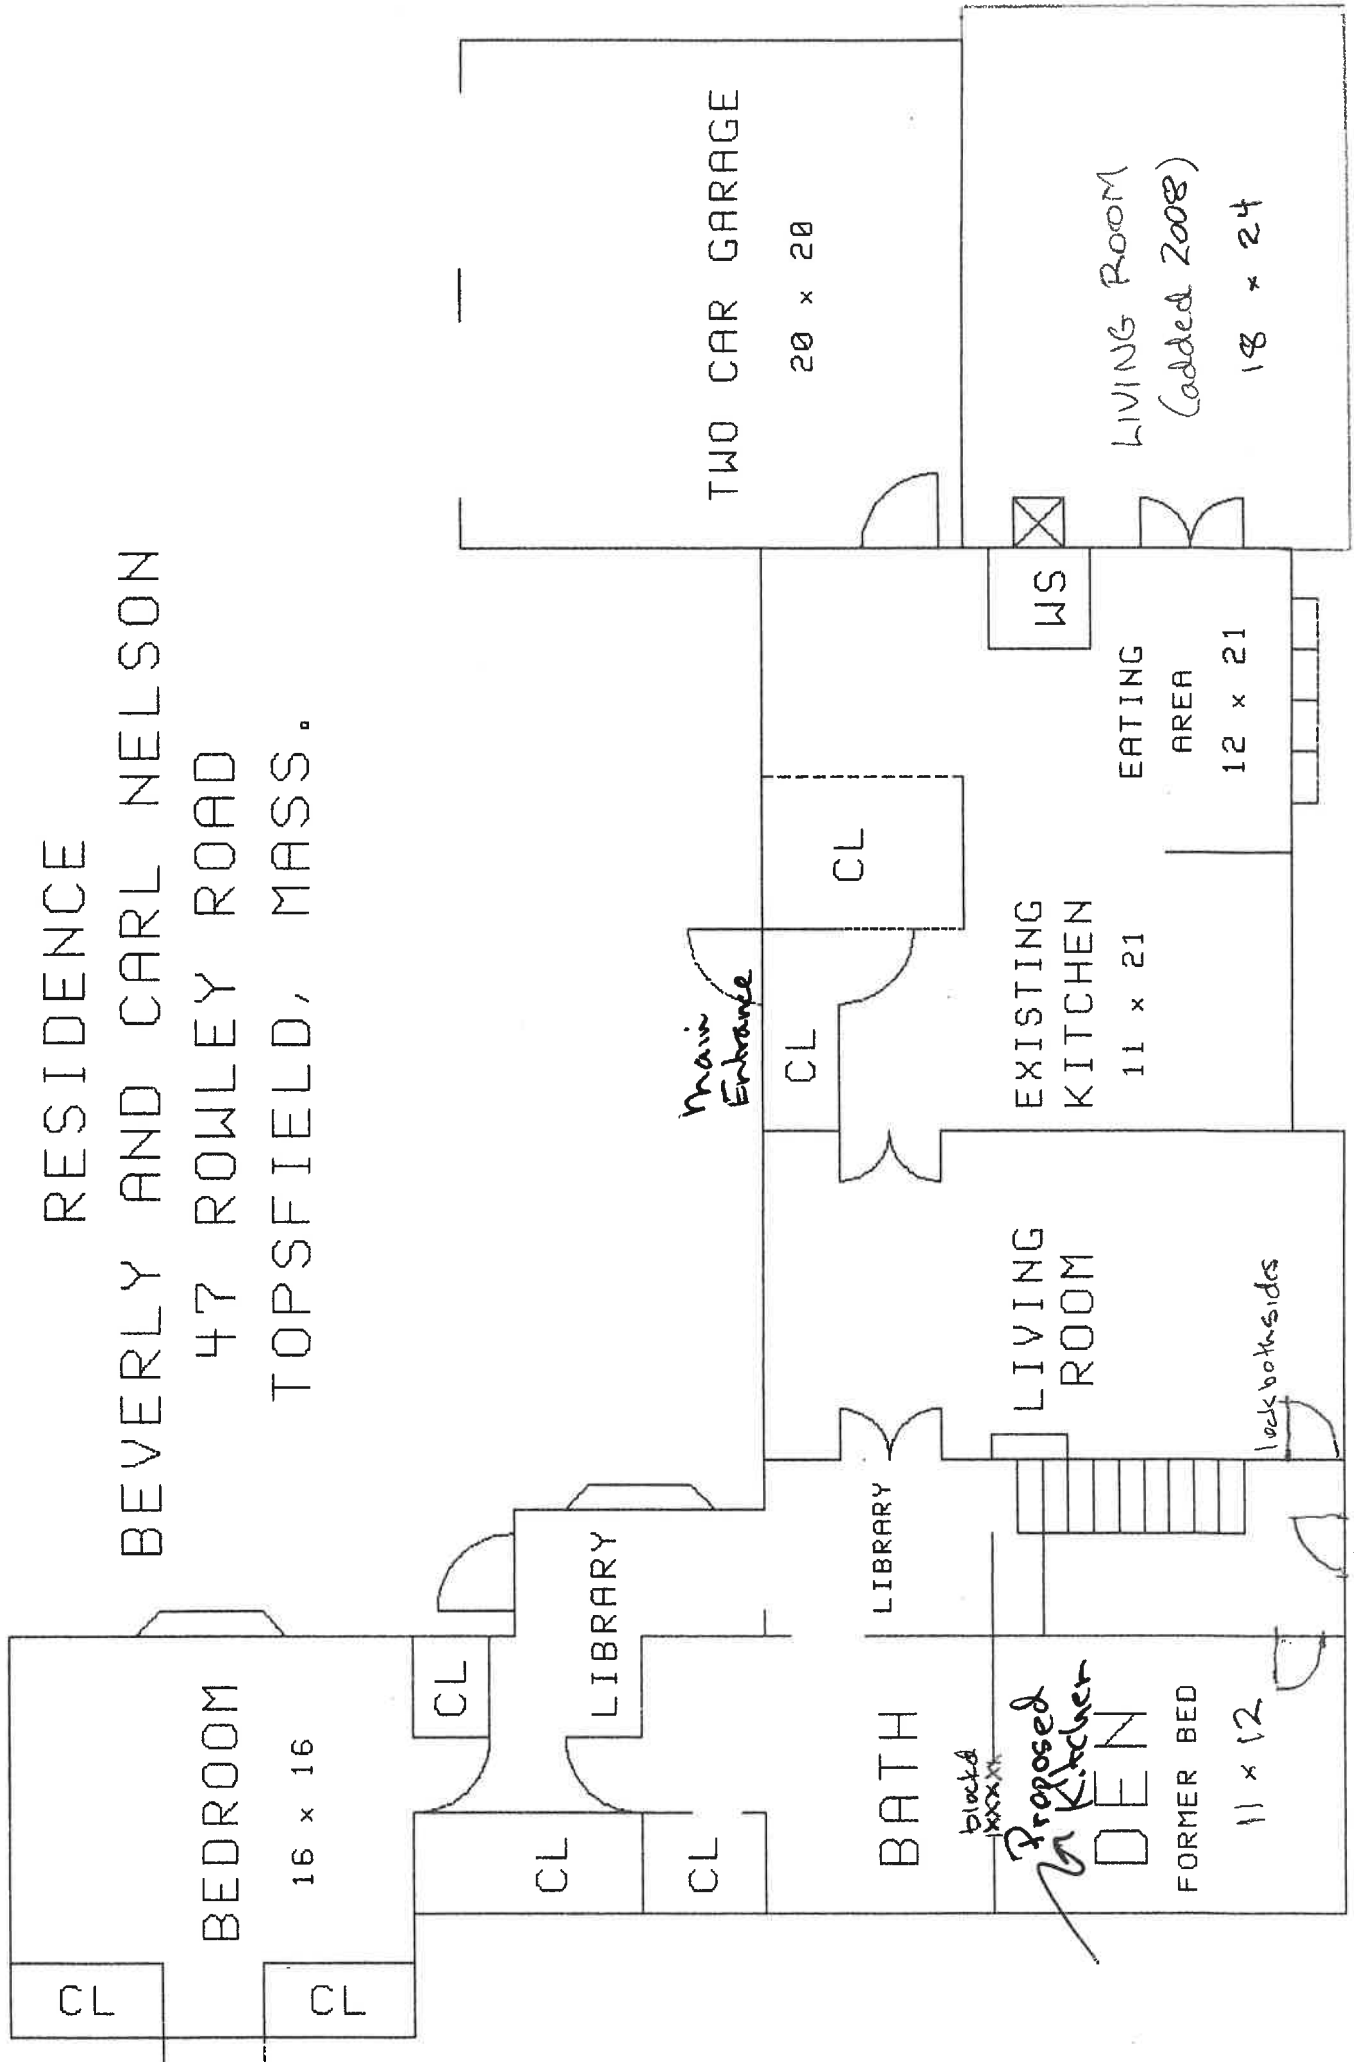 RESIDENCE
BEVERLY AND CARL NELSON
47 ROWLEY ROAD
TOPSFIELD, MASS.
BEDROOM
16 x 16
CL
CL
CL
CL
CL
LIBRARY
LIBRARY
BATH
blockd
xxxxx
Proposed
Kitchen
DEN
FORMER BED
11 x 12
LIVING
ROOM
lock both sides
Main
Entrance
CL
CL
EXISTING
KITCHEN
11 x 21
EATING
AREA
12 x 21
WS
TWO CAR GARAGE
20 x 20
LIVING ROOM
(added 2008)
18 x 24